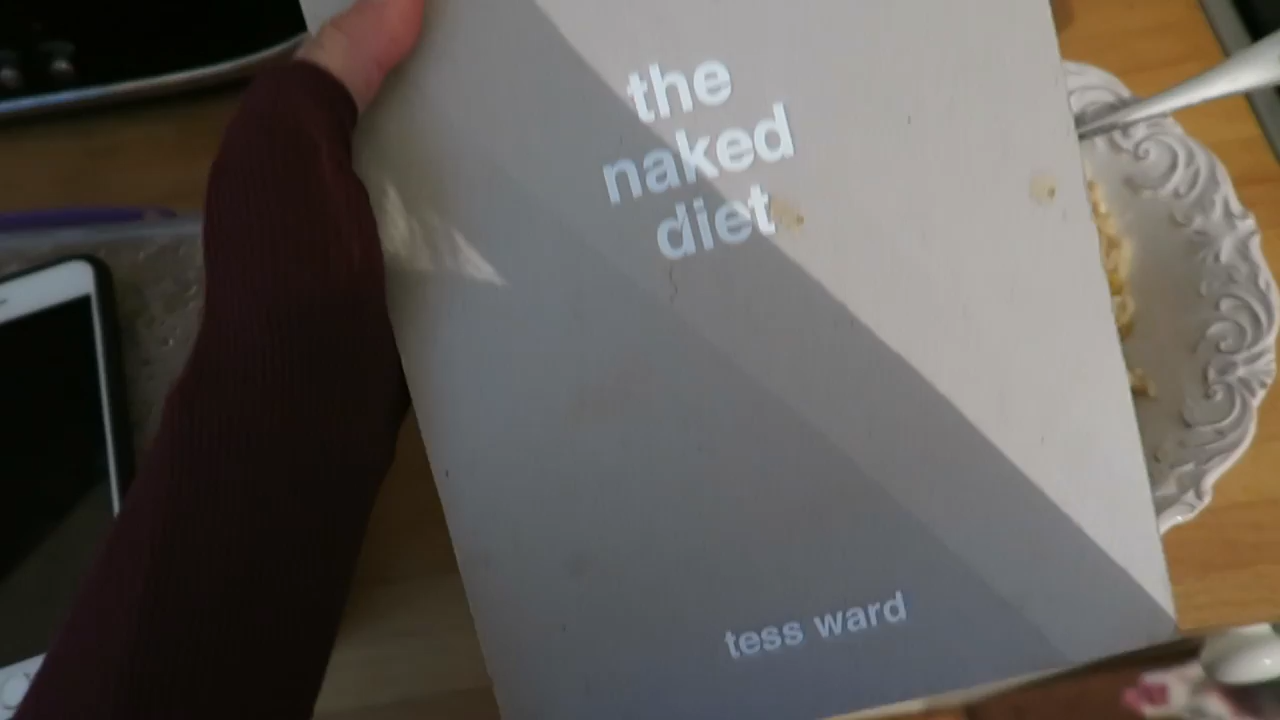 the
naked
diet
tess ward